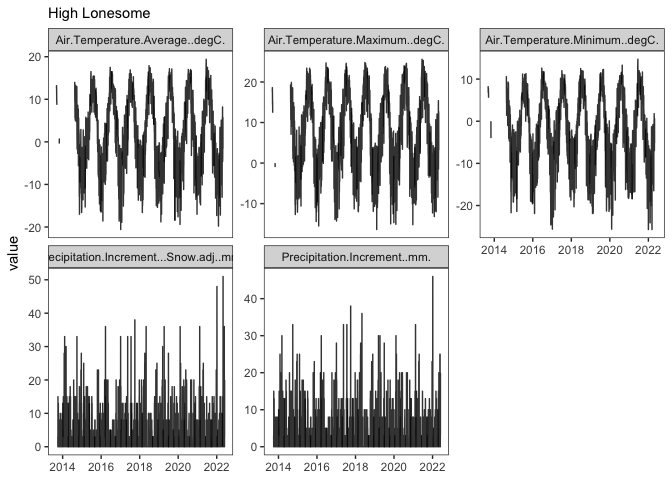 High Lonesome
Air.Temperature.Average..degC.
Air.Temperature.Maximum..degC.
Air.Temperature.Minimum..degC.
20
10
0
-10
-20
20
10
0
-10
10
0
-10
-20
2014 2016 2018 2020 2022
value
ecipitation.Increment...Snow.adj..mr
Precipitation.Increment..mm.
50
40
30
20
10
0
40
30
20
10
0
2014 2016 2018 2020 2022
2014 2016 2018 2020 2022